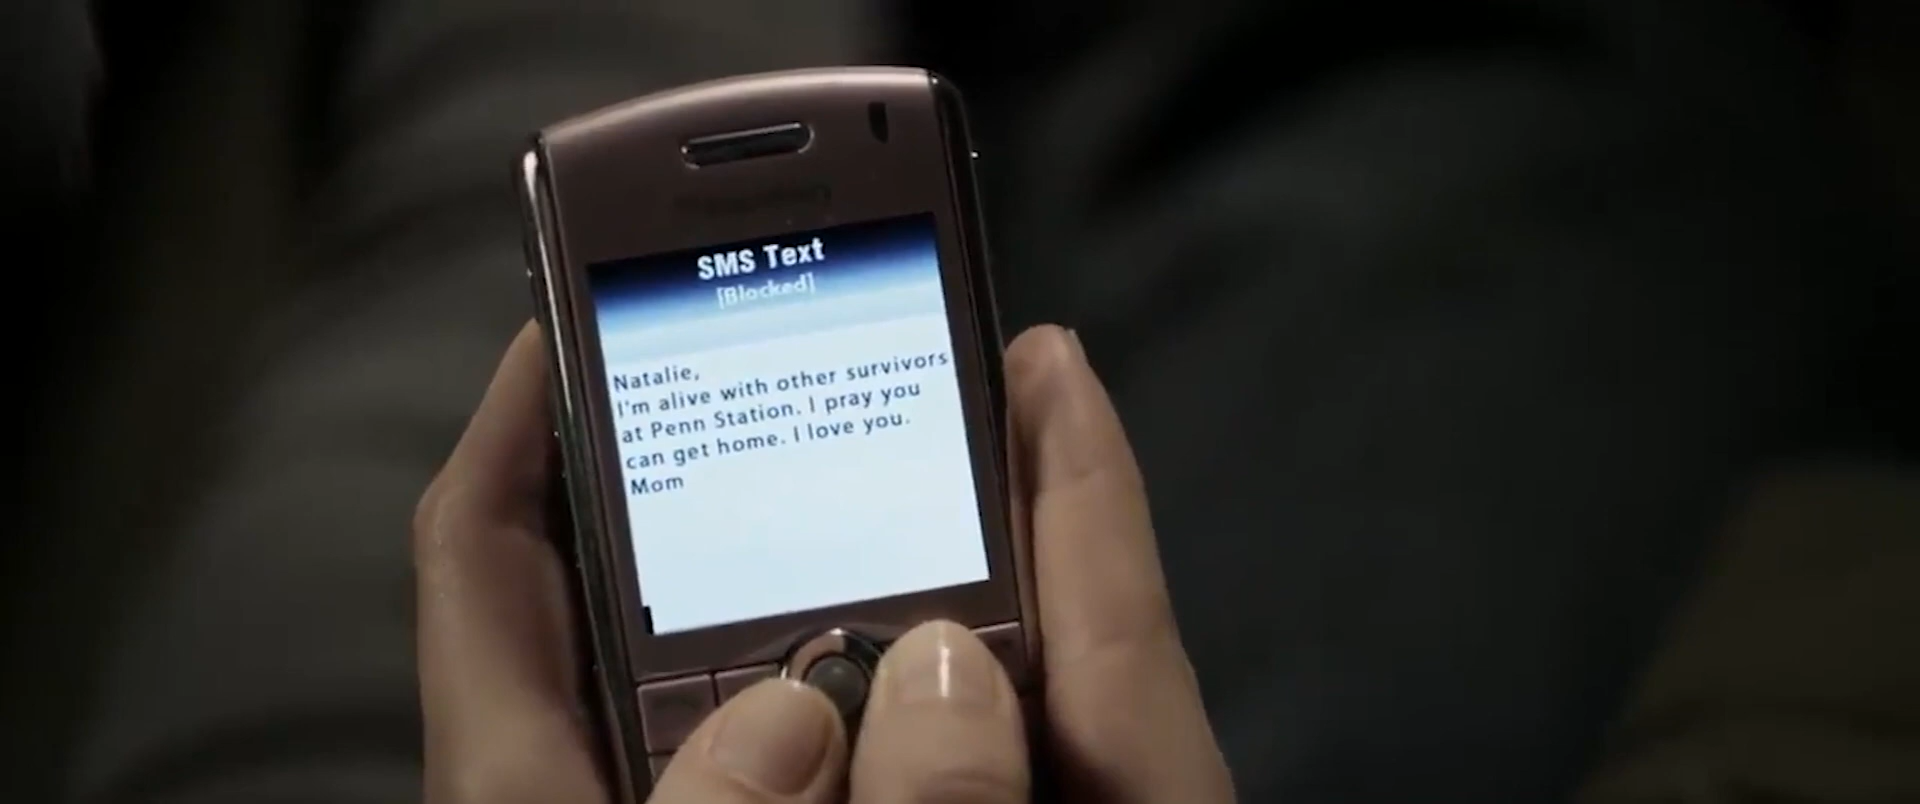 SMS Text
[Blocked]
Natalie,
I'm alive with other survivors
at Penn Station. I pray you
can get home. I love you.
Mom